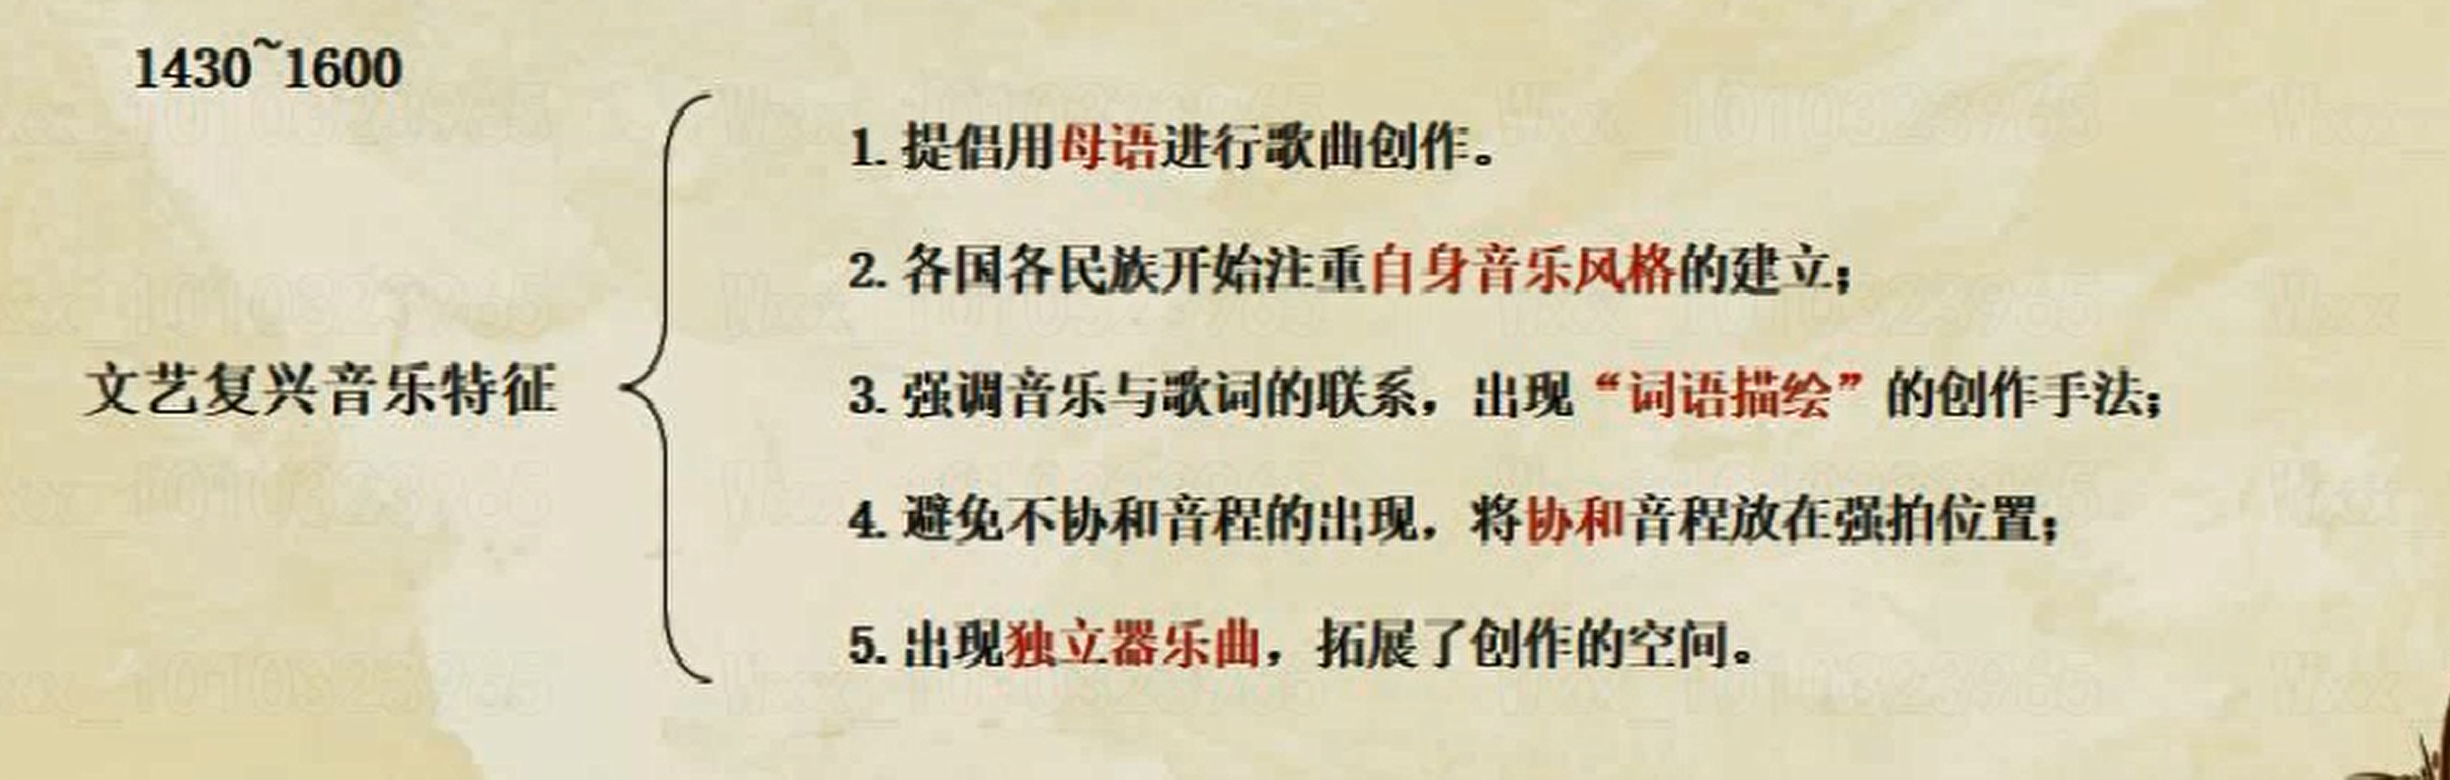 1430~1600
1. 提倡用母语进行歌曲创作。
2. 各国各民族开始注重自身音乐风格的建立；
文艺复兴音乐特征
3. 强调音乐与歌词的联系，出现“词语描绘”的创作手法；
4. 避免不协和音程的出现，将协和音程放在强拍位置；
5. 出现独立器乐曲，拓展了创作的空间。